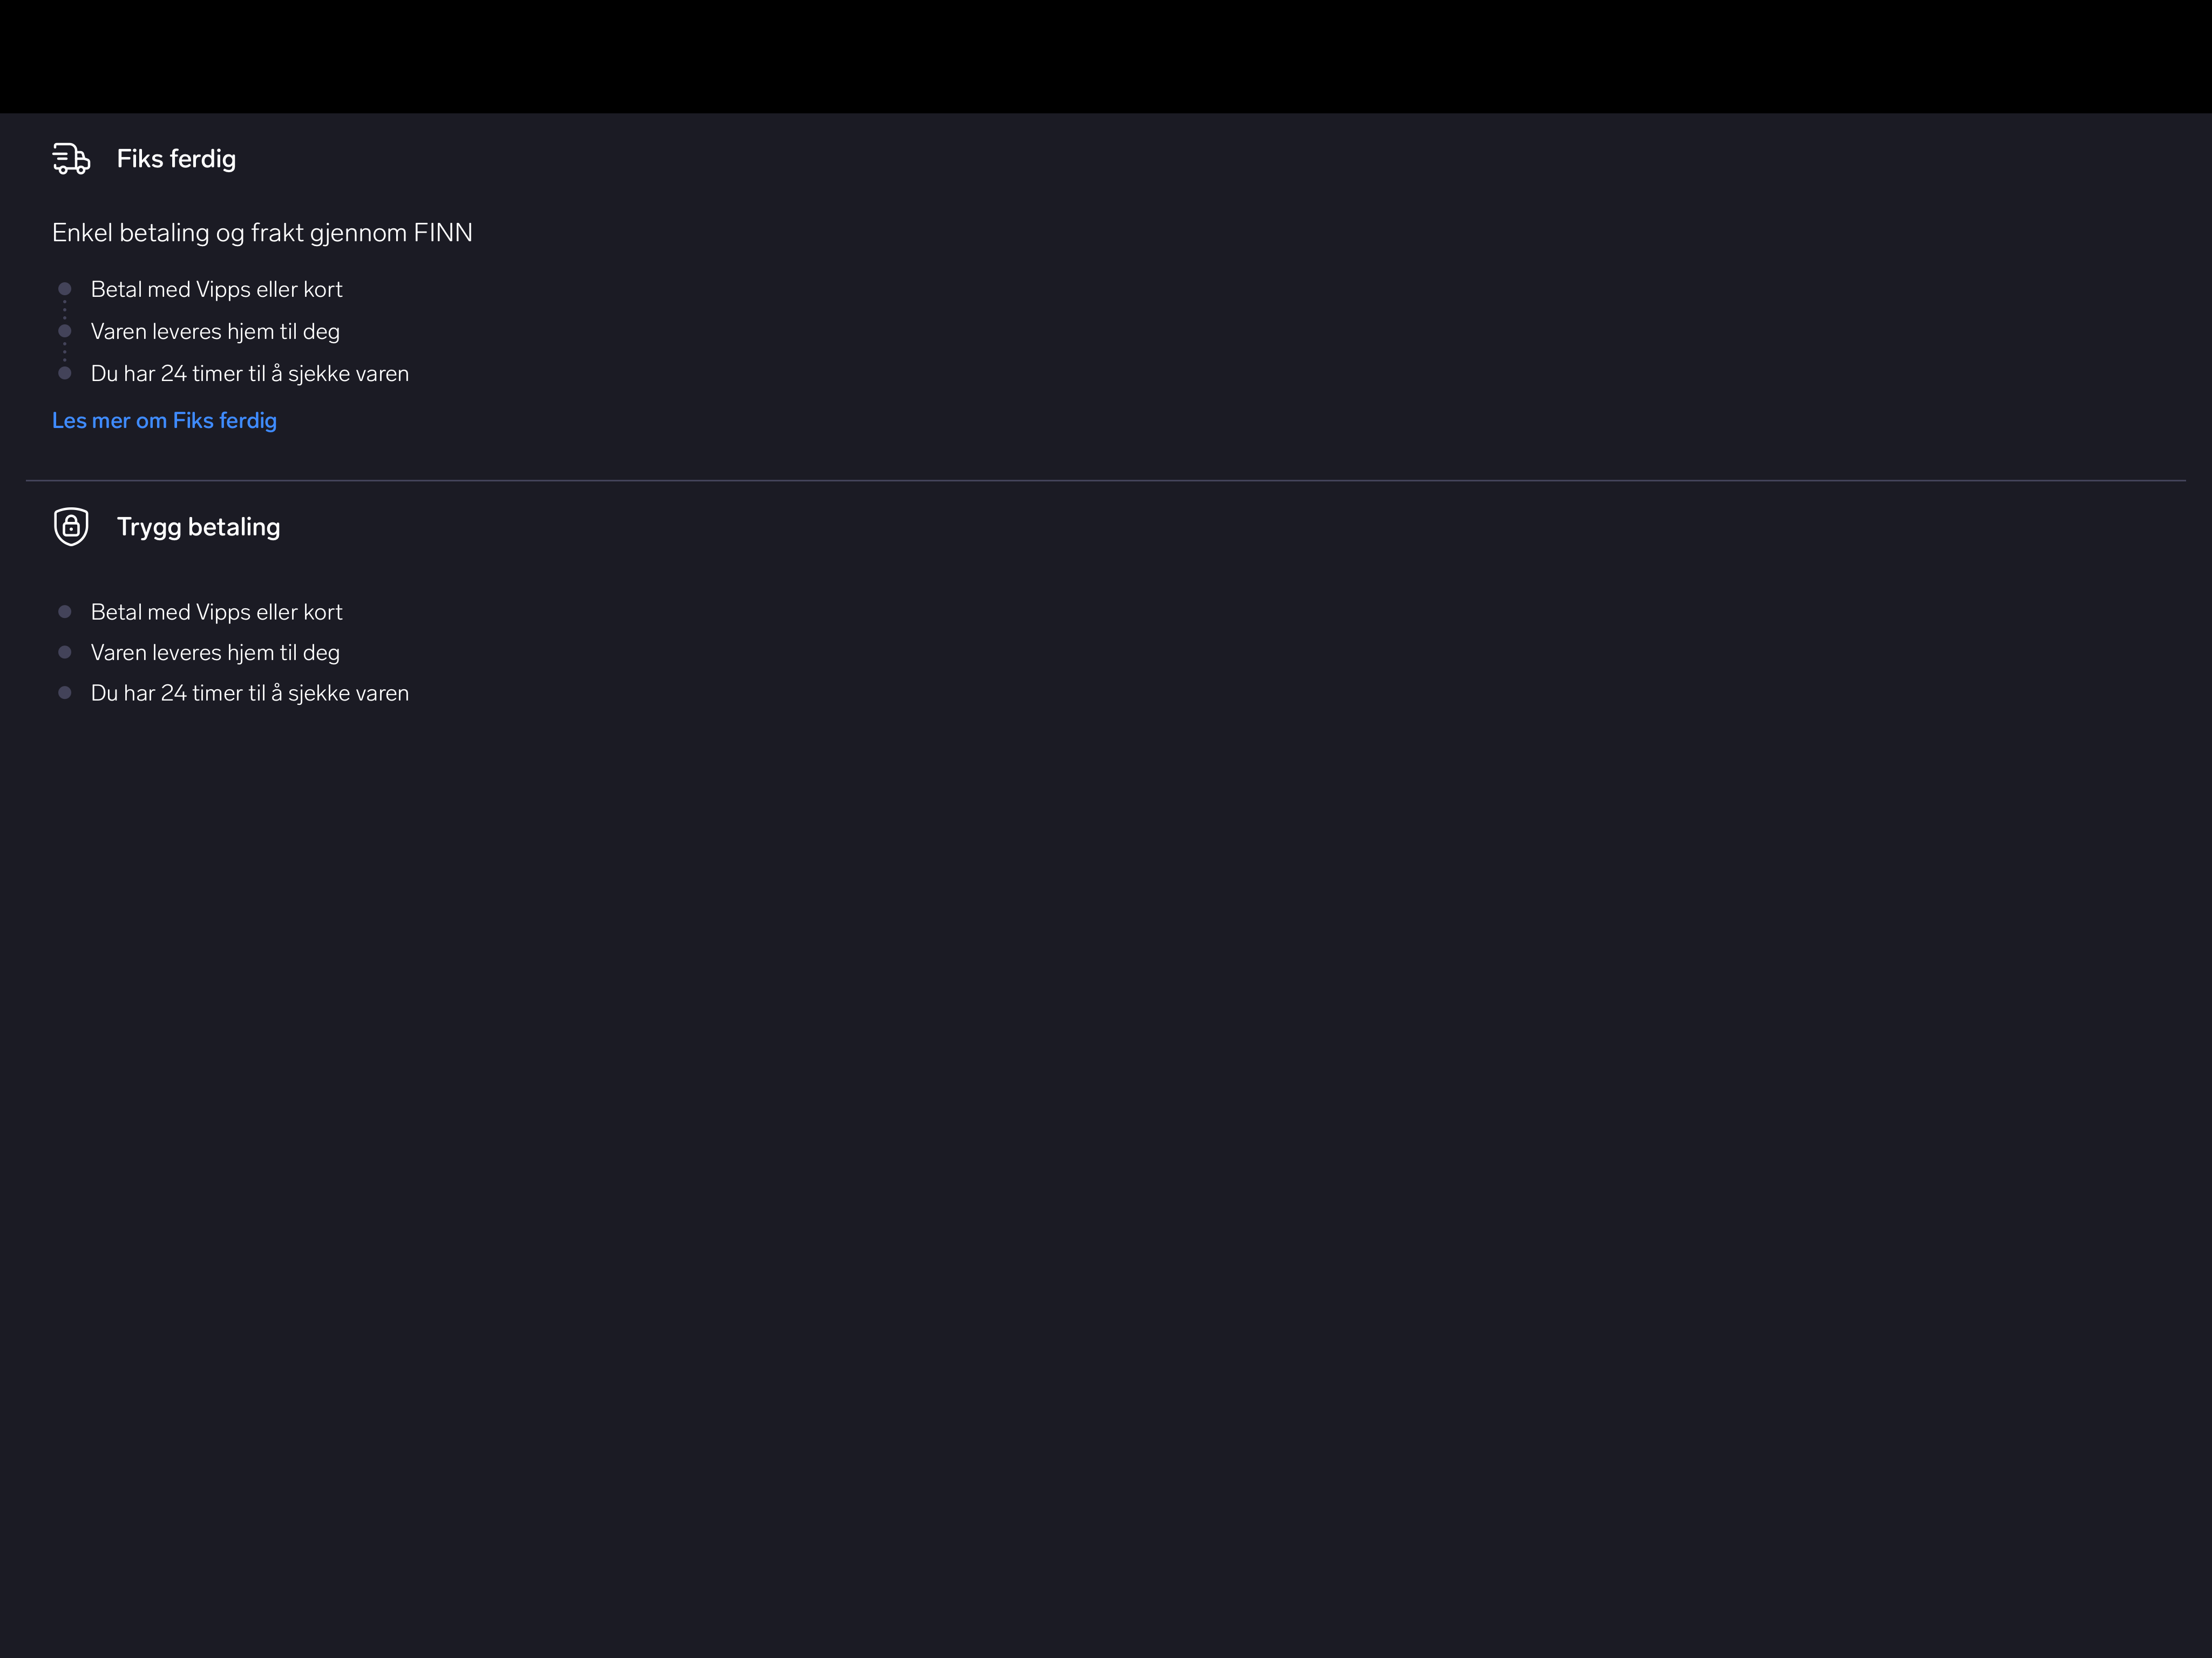 Fiks ferdig
Enkel betaling og frakt gjennom FINN
Betal med Vipps eller kort
Varen leveres hjem til deg
Du har 24 timer til å sjekke varen
Les mer om Fiks ferdig
Trygg betaling
Betal med Vipps eller kort
Varen leveres hjem til deg
Du har 24 timer til å sjekke varen